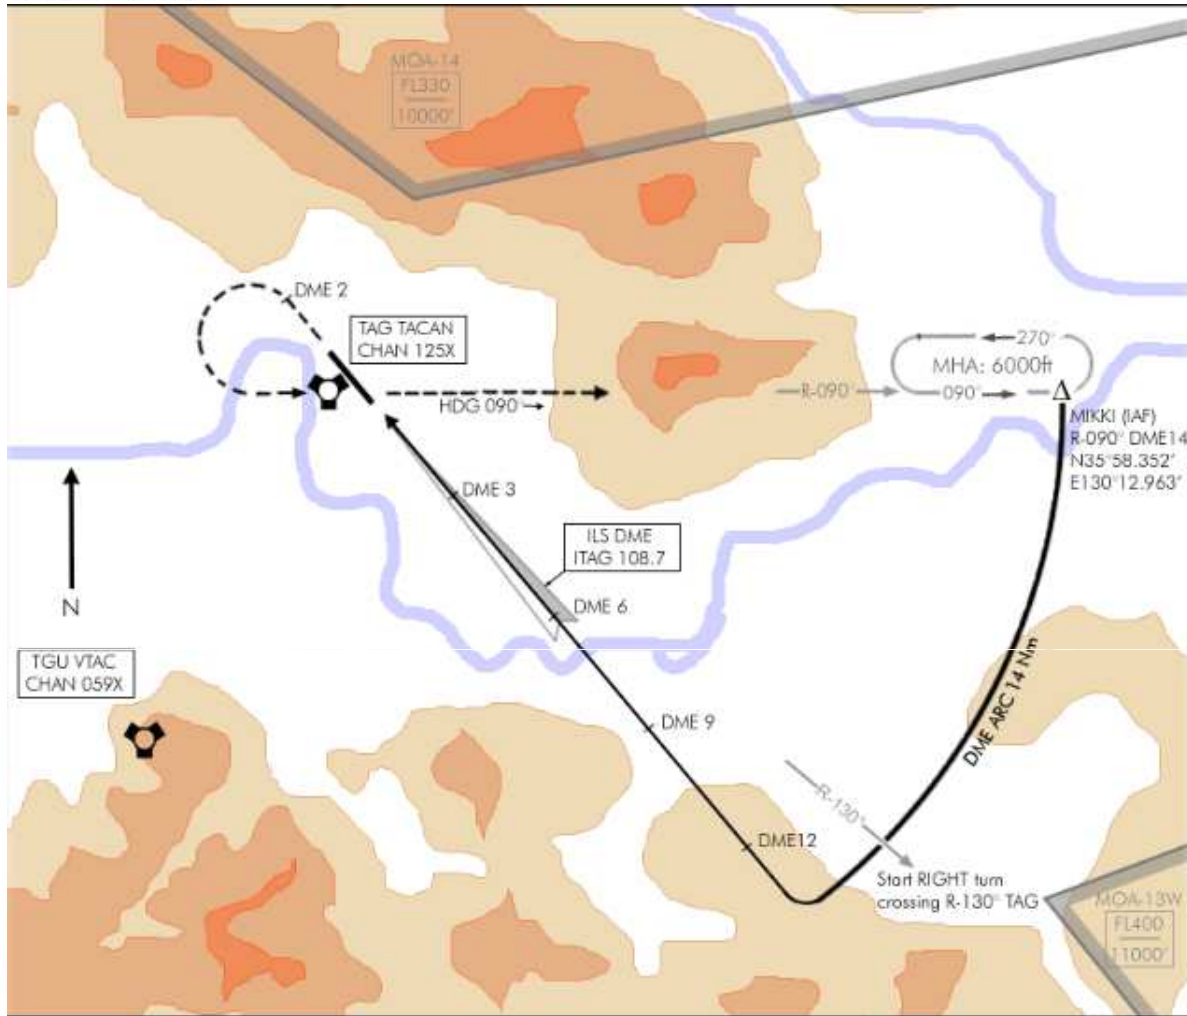 MOA-14
FL330
10000'
DME 2
TAG TACAN
CHAN 125X
270°
MHA: 6000ft
R-090°
090°
HDG 090°
MIKKI (IAF)
R-090° DME14
N35°58.352'
E130°12.963'
DME 3
ILS DME
ITAG 108.7
DME 6
N
TGU VTAC
CHAN 059X
DME 9
DME ARC 14 Nm
R-130°
DME12
Start RIGHT turn
crossing R-130° TAG
MOA-13W
FL400
11000'